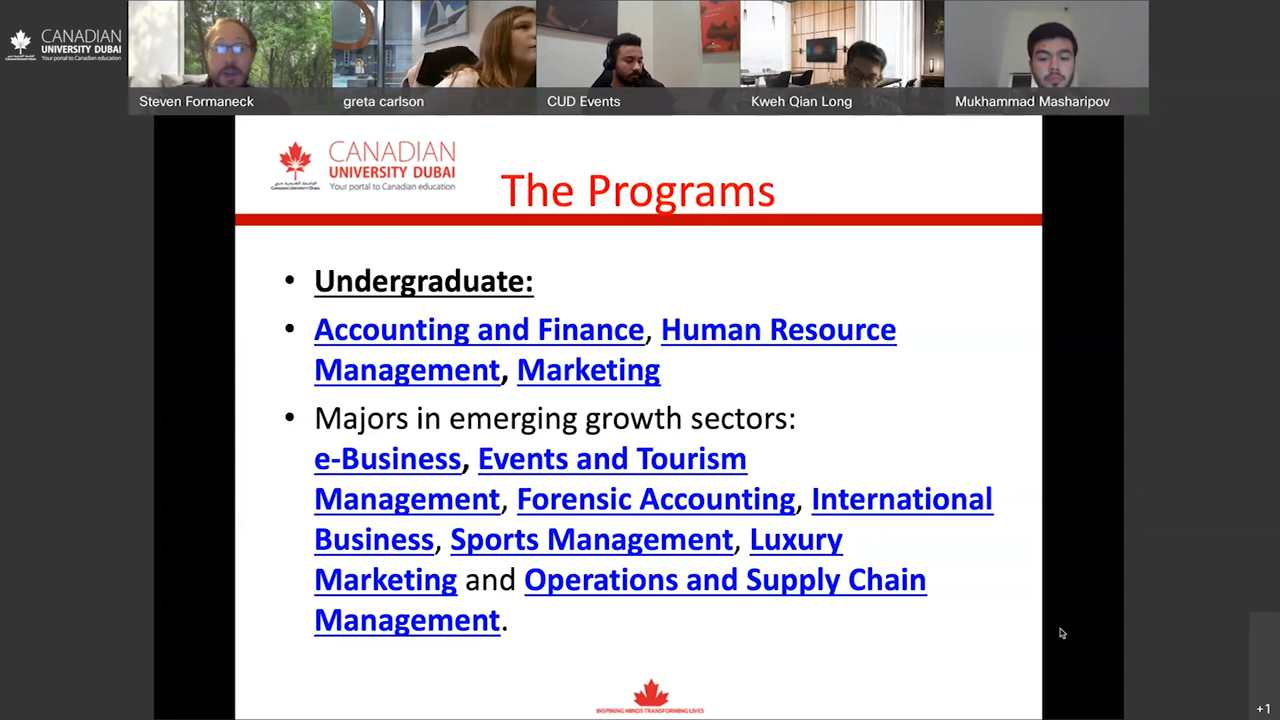 CANADIAN
UNIVERSITY DUBAI
Your portal to Canadian education
Steven Formaneck
greta carlson
CUD Events
Kweh Qian Long
Mukhammad Masharipov
CANADIAN
UNIVERSITY DUBAI
Your portal to Canadian education
The Programs
• Undergraduate:
• Accounting and Finance, Human Resource
Management, Marketing
• Majors in emerging growth sectors:
e-Business, Events and Tourism
Management, Forensic Accounting, International
Business, Sports Management, Luxury
Marketing and Operations and Supply Chain
Management.
INSPIRING MINDS TRANSFORMING LIVES
+1